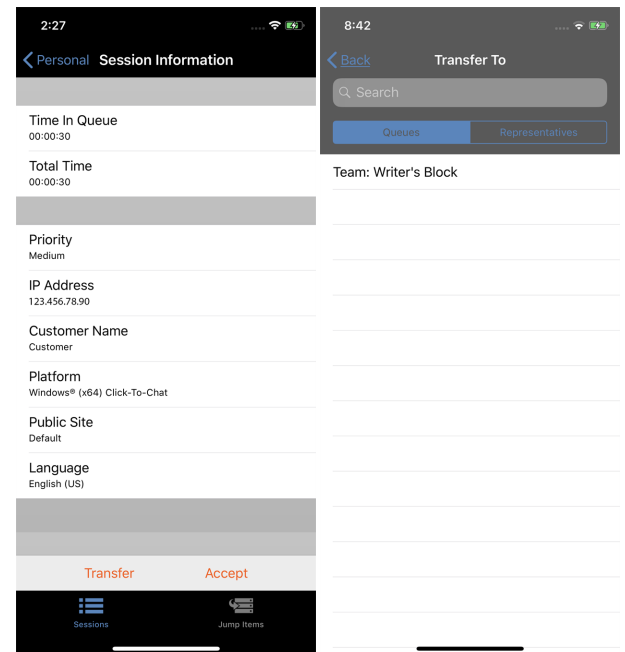 2:27
Personal Session Information
Time In Queue
00:00:30
Total Time
00:00:30
Priority
Medium
IP Address
123.456.78.90
Customer Name
Customer
Platform
Windows® (x64) Click-To-Chat
Public Site
Default
Language
English (US)
Transfer Accept
Sessions Jump Items
8:42
Back Transfer To
Search
Queues Representatives
Team: Writer's Block